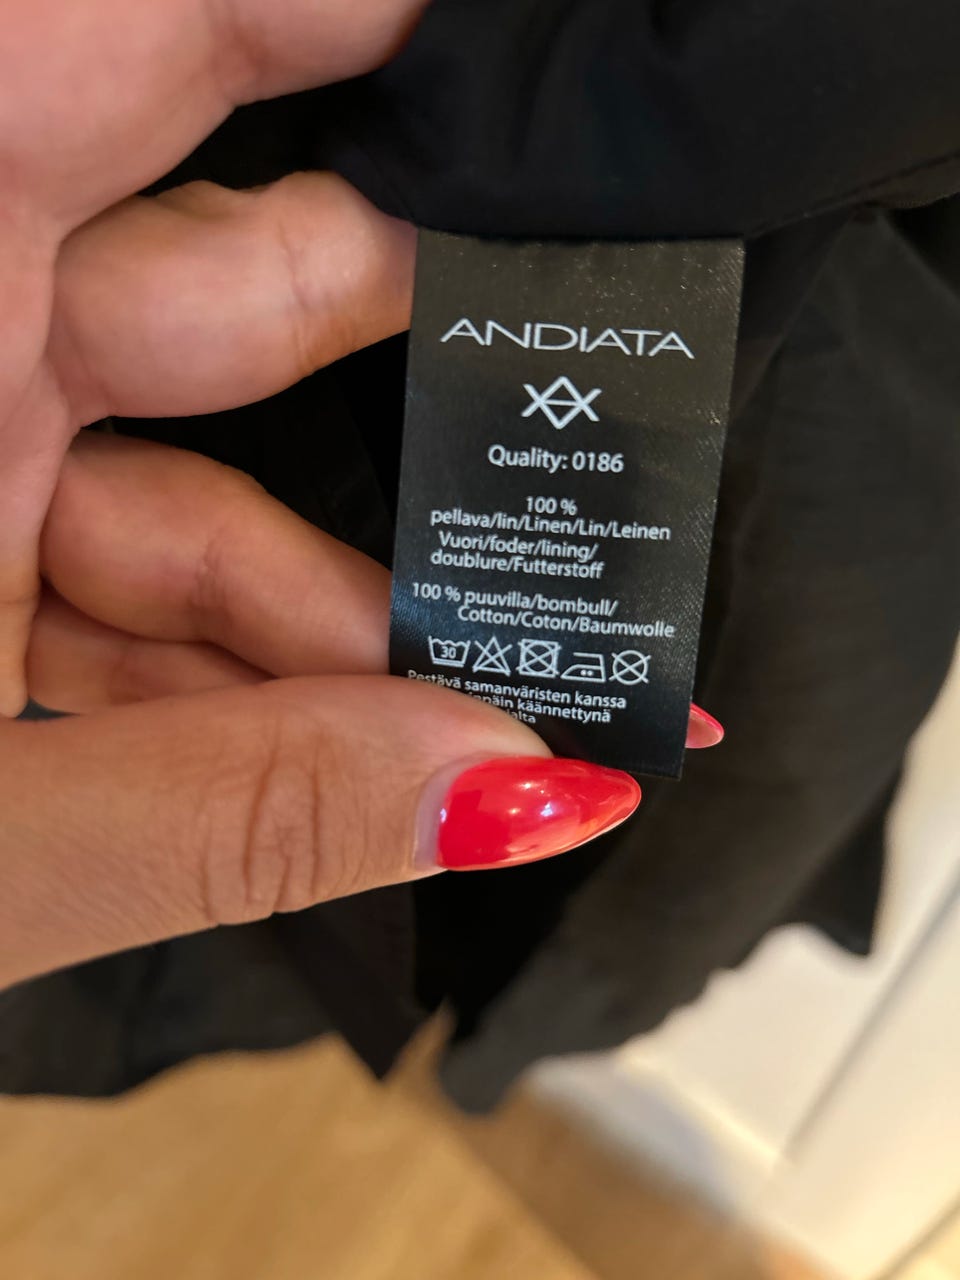 ANDIATA
Quality: 0186
100 %
pellava/lin/Linen/Lin/Leinen
Vuori/foder/lining/
doublure/Futterstoff
100 % puuvilla/bombull/
Cotton/Coton/Baumwolle
30
Pestävä samanväristen kanssa
käännettynä